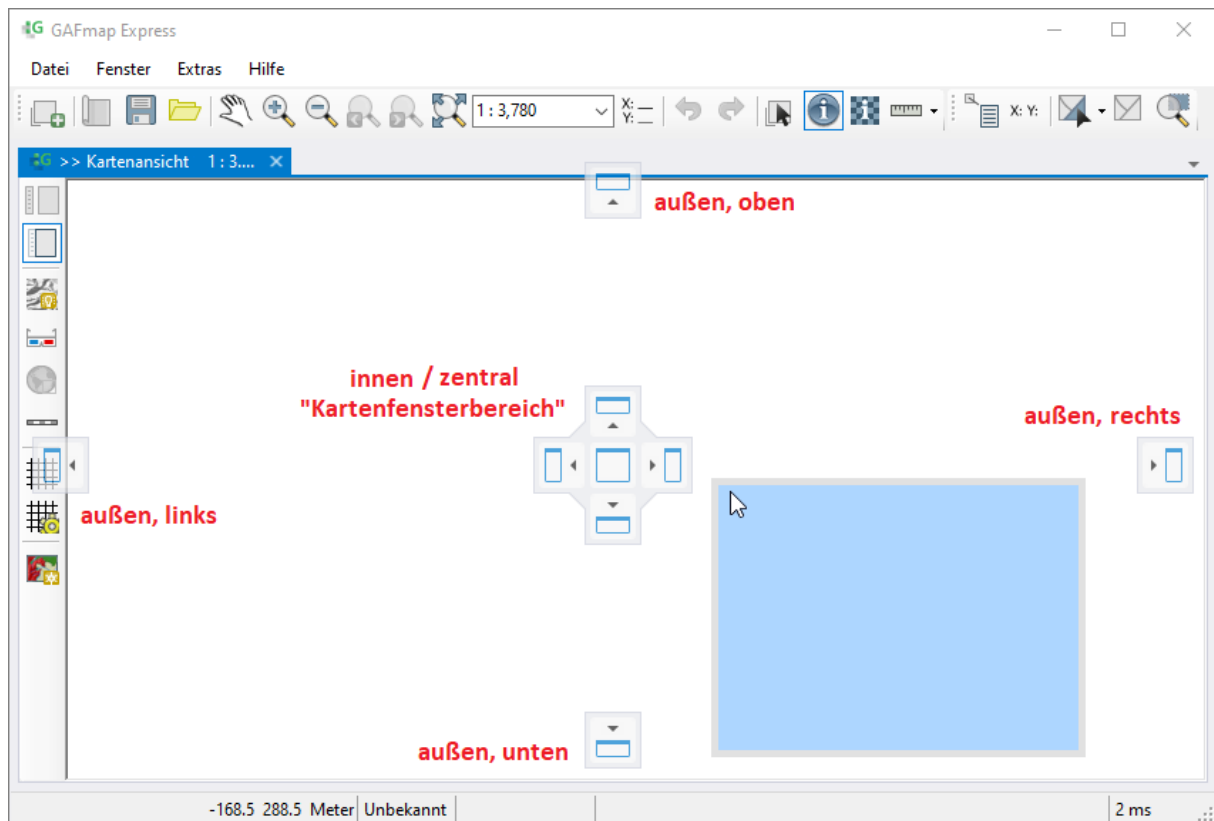 GAFmap Express
Datei Fenster Extras Hilfe
1 : 3,780 X: Y: X: Y:
>> Kartenansicht 1 : 3....
außen, oben
innen / zentral
"Kartenfensterbereich"
außen, rechts
außen, links
außen, unten
-168.5 288.5 Meter Unbekannt 2 ms